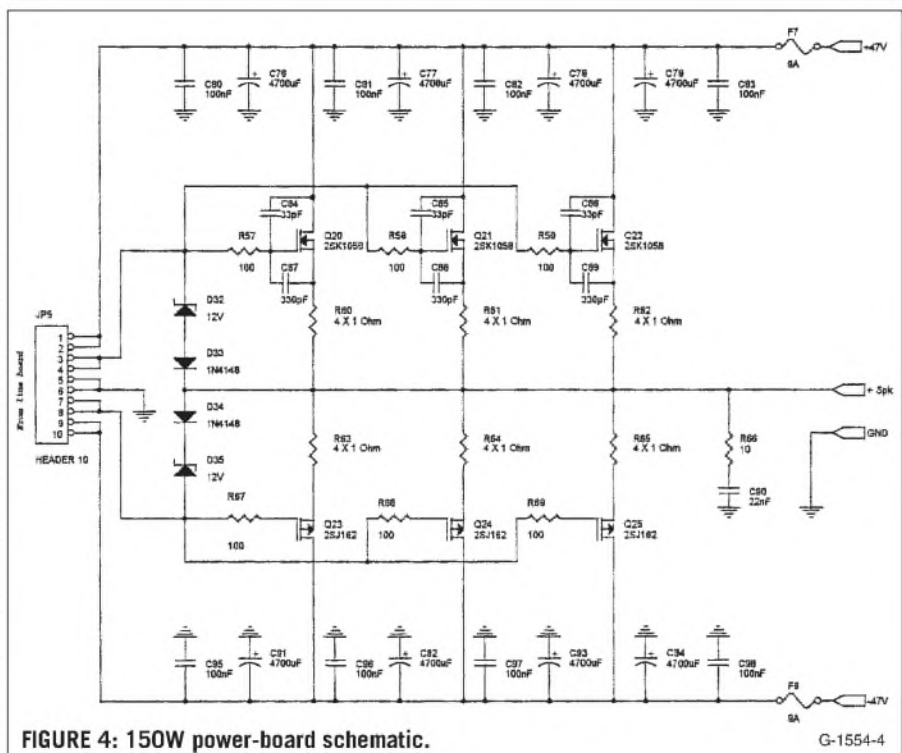 F7
+47V
8A
C80
100nF
C76
4700uF
C81
100nF
C77
4700uF
C82
100nF
C78
4700uF
C79
4700uF
C83
100nF
C84
33pF
C85
33pF
C86
33pF
R57
100
Q20
2SK1058
R58
100
Q21
2SK1058
R59
100
Q22
2SK1058
C87
330pF
C88
330pF
C89
330pF
D32
12V
R60
4 X 1 Ohm
R61
4 X 1 Ohm
R62
4 X 1 Ohm
JP5
1
2
3
4
5
6
7
8
9
10
From line board
HEADER 10
D33
1N4148
+ Spk
D34
1N4148
R63
4 X 1 Ohm
R64
4 X 1 Ohm
R65
4 X 1 Ohm
R66
10
GND
D35
12V
C90
22nF
R67
100
Q23
2SJ162
R68
100
Q24
2SJ162
R69
100
Q25
2SJ162
C95
100nF
C91
4700uF
C96
100nF
C92
4700uF
C97
100nF
C93
4700uF
C94
4700uF
C98
100nF
F8
-47V
8A
FIGURE 4: 150W power-board schematic.
G-1554-4